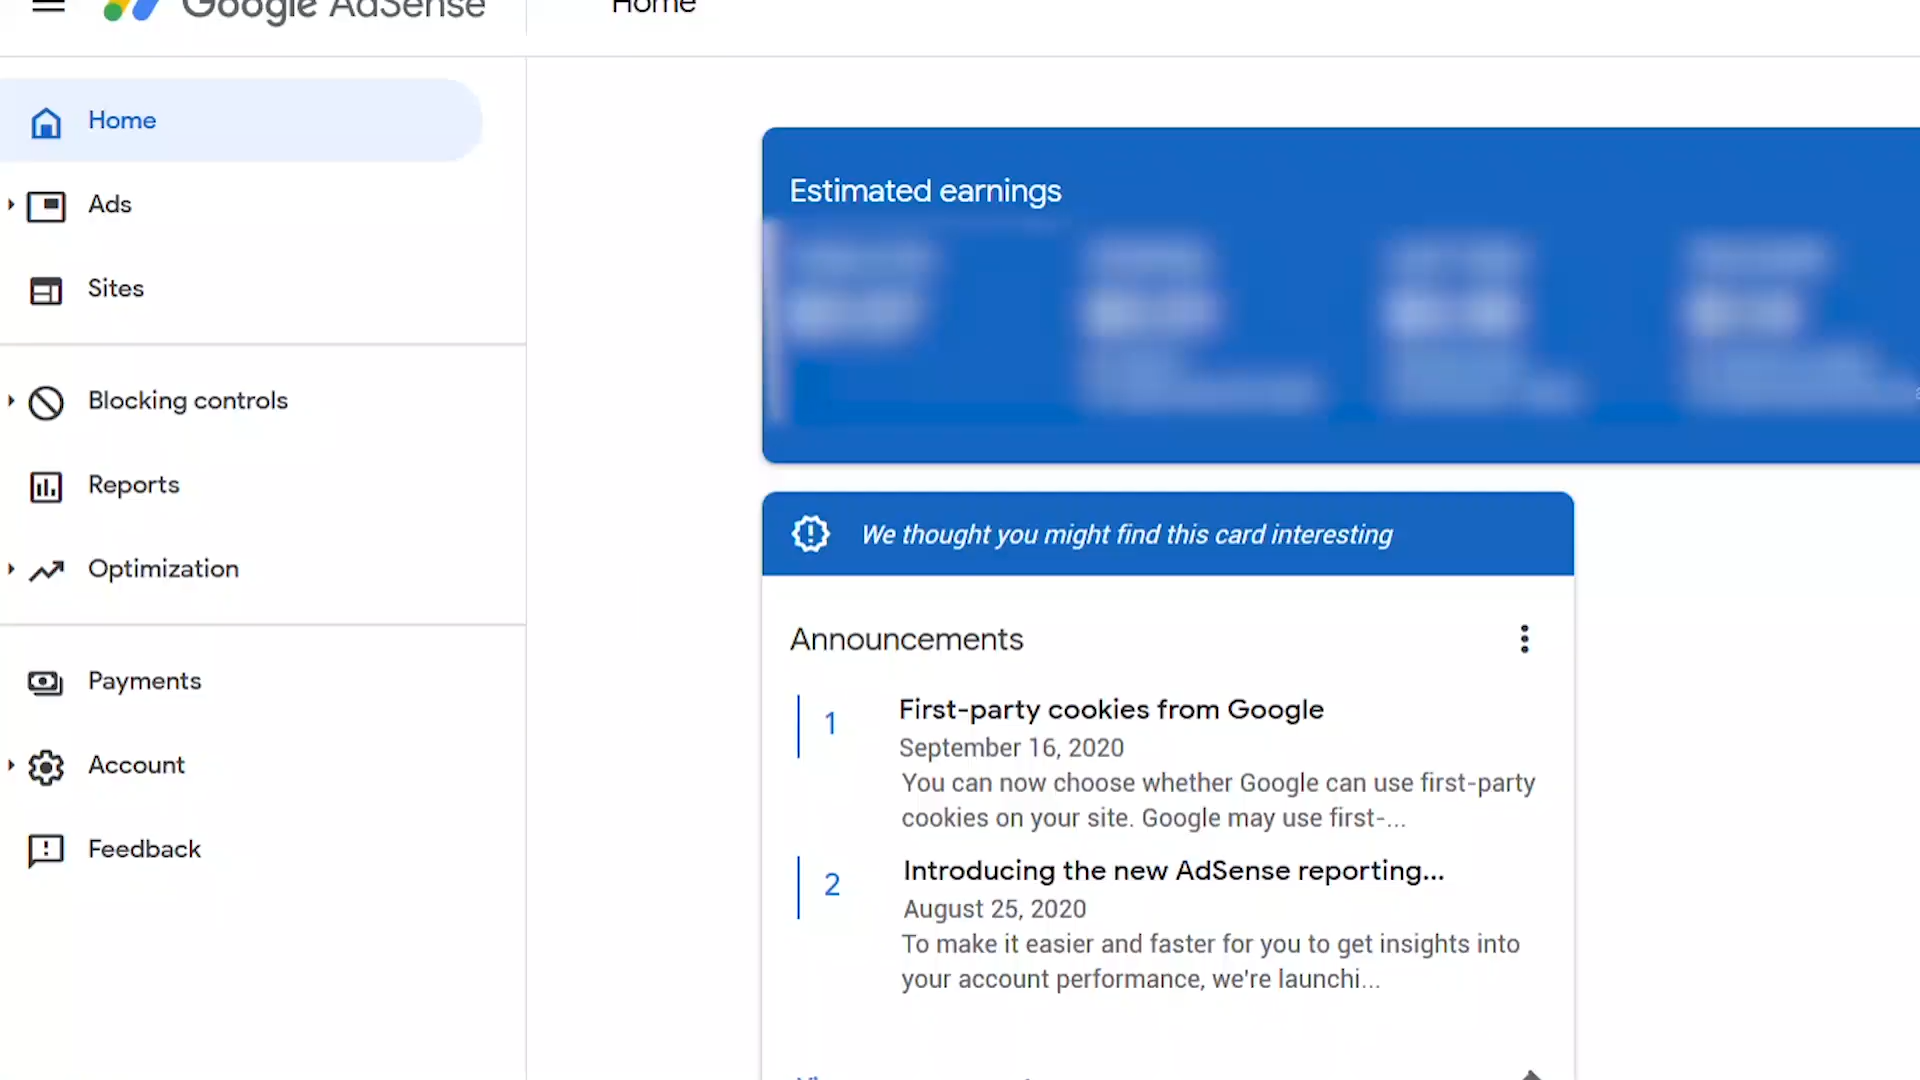 Google AdSense
Home
Home
Ads
Sites
Blocking controls
Reports
Optimization
Payments
Account
Feedback
Estimated earnings
We thought you might find this card interesting
Announcements
1
First-party cookies from Google
September 16, 2020
You can now choose whether Google can use first-party
cookies on your site. Google may use first-...
2
Introducing the new AdSense reporting...
August 25, 2020
To make it easier and faster for you to get insights into
your account performance, we're launchi...